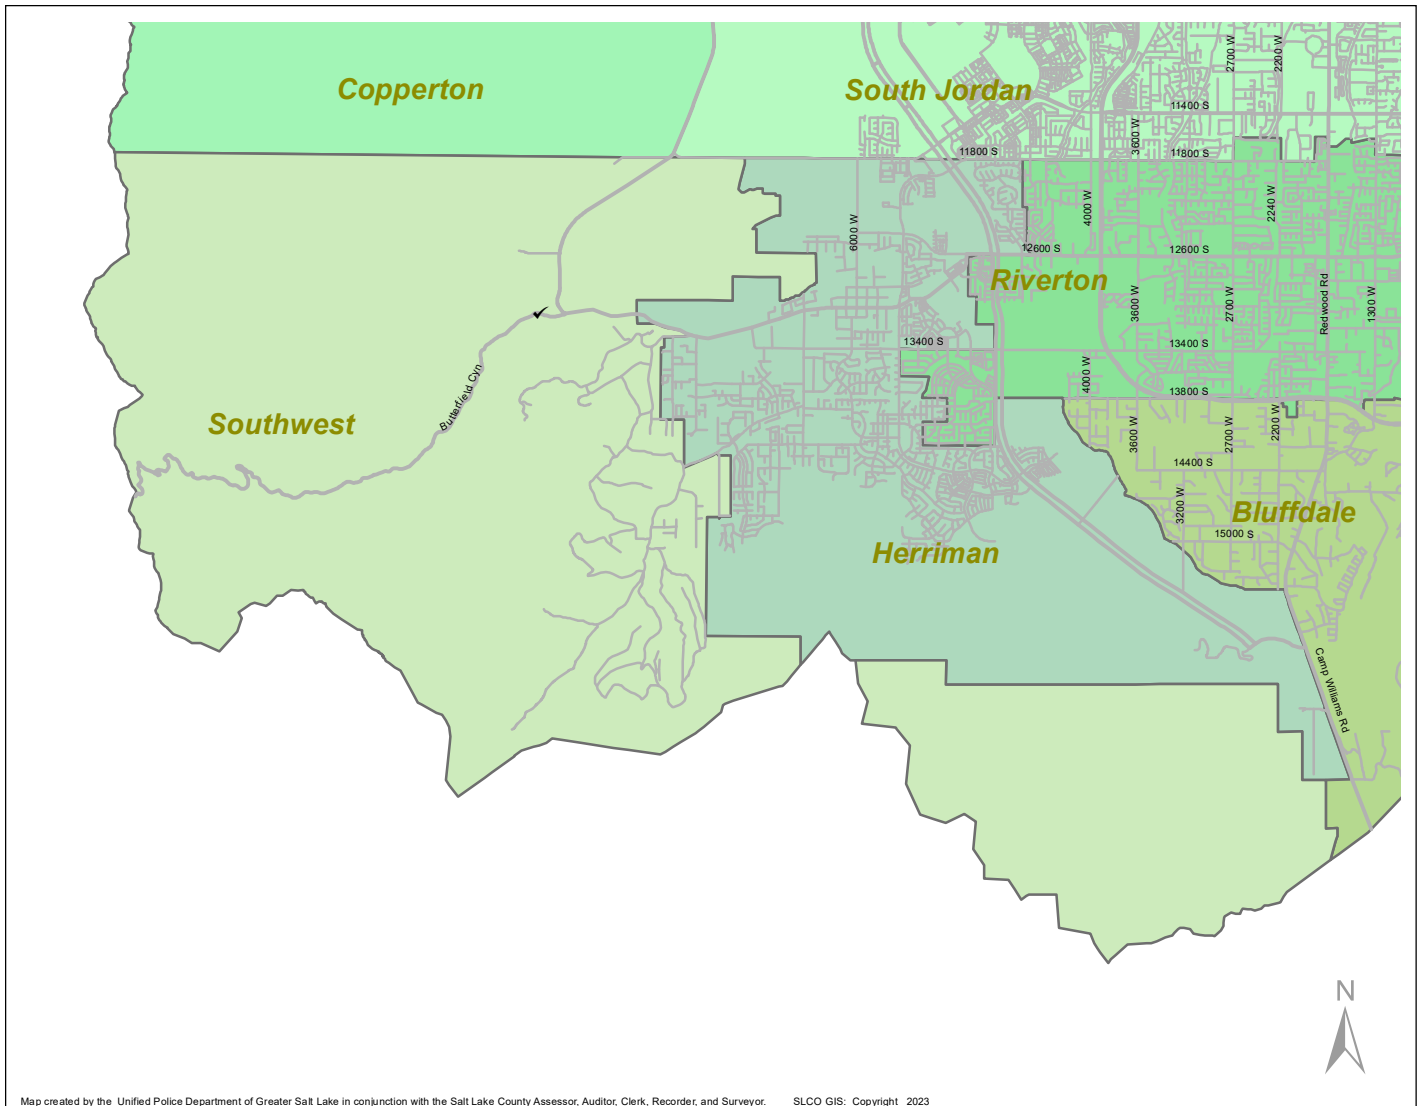 Copperton
South Jordan
2700 W
2200 W
11400 S
3600 W
11800 S
11800 S
4000 W
2240 W
6000 W
12600 S
12600 S
Riverton
3600 W
2700 W
Redwood Rd
1300 W
13400 S
13400 S
4000 W
13800 S
Butterfield Cyn
Southwest
3600 W
2700 W
2200 W
14400 S
3200 W
Bluffdale
15000 S
Herriman
Camp Williams Rd
N
Map created by the Unified Police Department of Greater Salt Lake in conjunction with the Salt Lake County Assessor, Auditor, Clerk, Recorder, and Surveyor. SLCO GIS: Copyright 2023